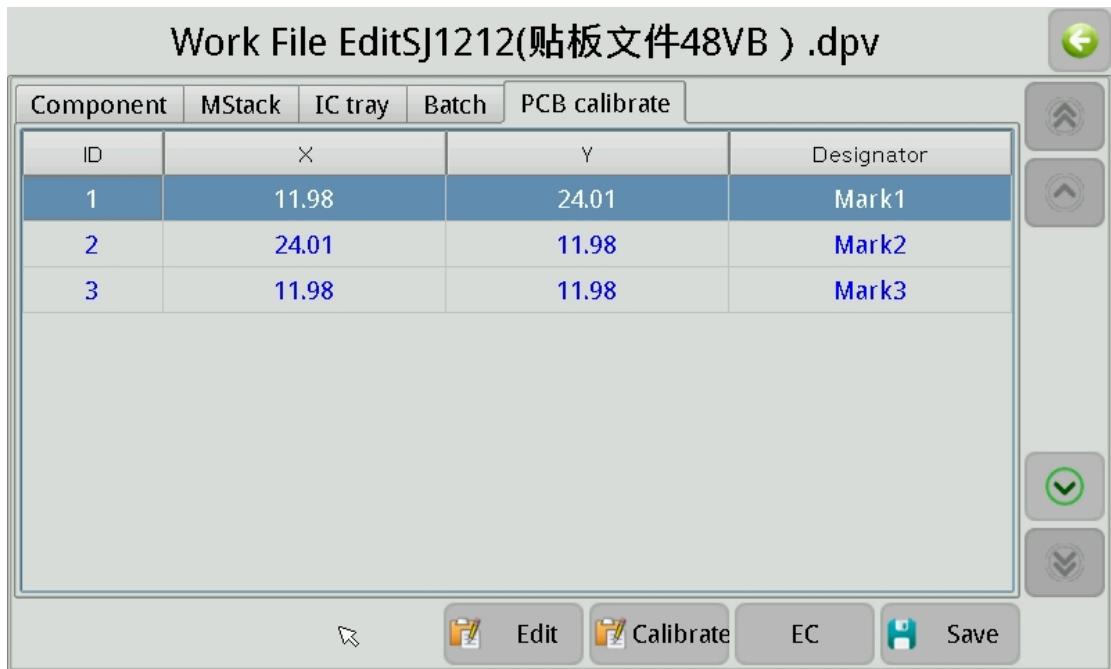 Work File EditSJ1212(贴板文件48VB ) .dpv
Component MStack IC tray Batch PCB calibrate
ID X Y Designator
1 11.98 24.01 Mark1
2 24.01 11.98 Mark2
3 11.98 11.98 Mark3
Edit Calibrate EC Save